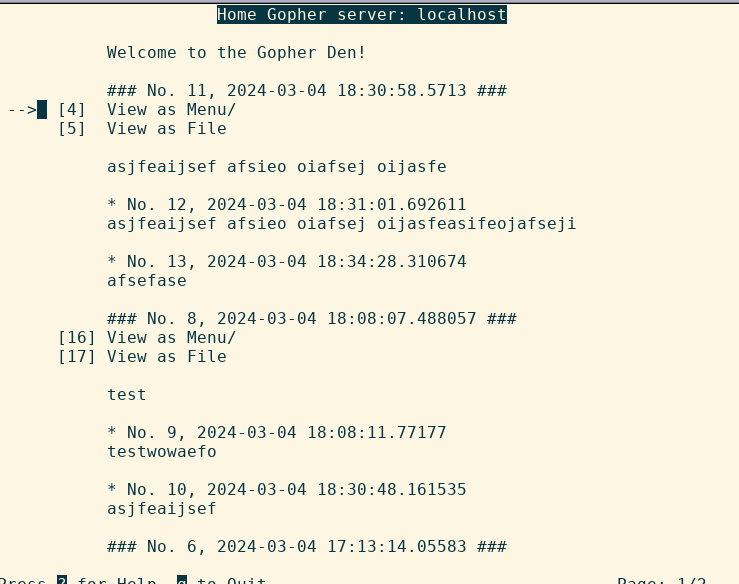 Home Gopher server: localhost
Welcome to the Gopher Den!
### No. 11, 2024-03-04 18:30:58.5713 ###
--> [4] View as Menu/
[5] View as File
asjfeaijsef afsieo oiafsej oijasfe
* No. 12, 2024-03-04 18:31:01.692611
asjfeaijsef afsieo oiafsej oijasfeasifeojafseji
* No. 13, 2024-03-04 18:34:28.310674
afsefase
### No. 8, 2024-03-04 18:08:07.488057 ###
[16] View as Menu/
[17] View as File
test
* No. 9, 2024-03-04 18:08:11.77177
testwowaefo
* No. 10, 2024-03-04 18:30:48.161535
asjfeaijsef
### No. 6, 2024-03-04 17:13:14.05583 ###
Press ? for Help, q to Quit Page: 1/2